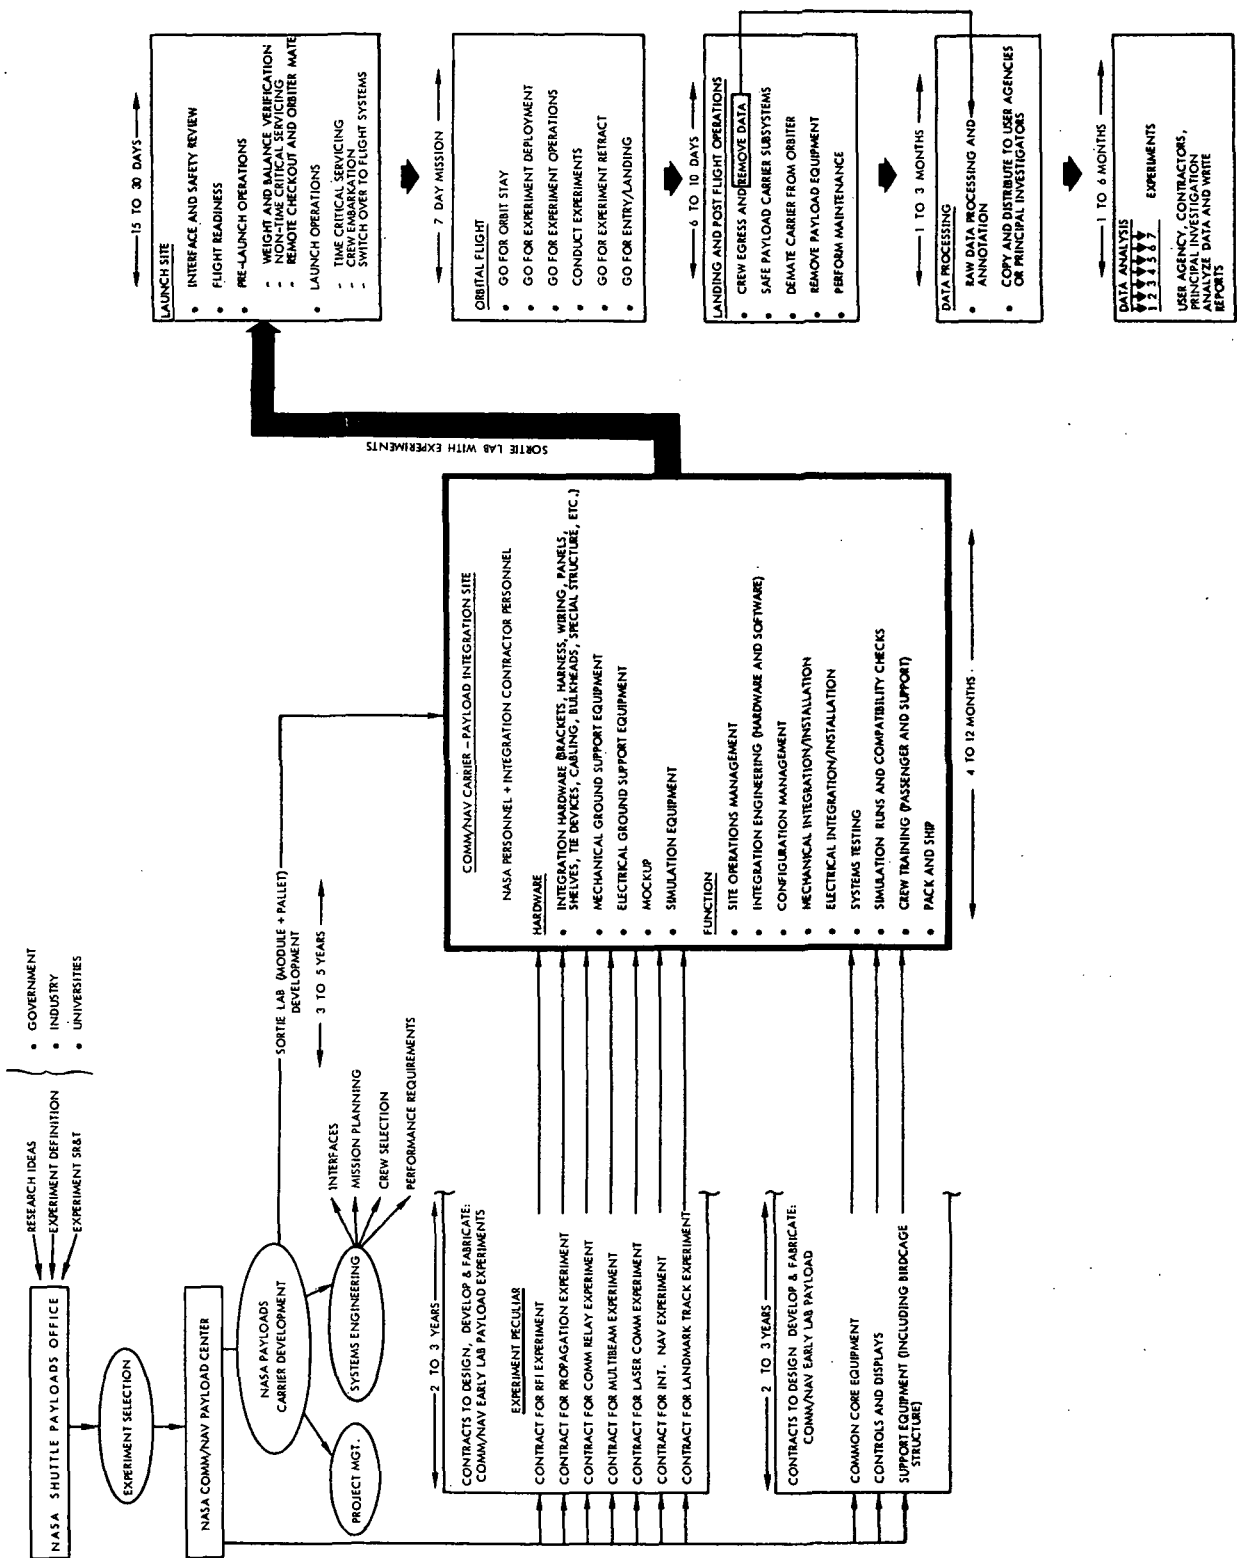 NASA SHUTTLE PAYLOADS OFFICE
RESEARCH IDEAS
EXPERIMENT DEFINITION
EXPERIMENT SR&T
• GOVERNMENT
• INDUSTRY
• UNIVERSITIES
EXPERIMENT SELECTION
NASA COMM/NAV PAYLOAD CENTER
NASA PAYLOADS
CARRIER DEVELOPMENT
SORTIE LAB (MODULE + PALLET)
DEVELOPMENT
3 TO 5 YEARS
PROJECT MGT.
SYSTEMS ENGINEERING
INTERFACES
MISSION PLANNING
CREW SELECTION
PERFORMANCE REQUIREMENTS
2 TO 3 YEARS
CONTRACTS TO DESIGN, DEVELOP & FABRICATE:
COMM/NAV EARLY LAB PAYLOAD EXPERIMENTS
EXPERIMENT PECULIAR
CONTRACT FOR RFI EXPERIMENT
CONTRACT FOR PROPAGATION EXPERIMENT
CONTRACT FOR COMM RELAY EXPERIMENT
CONTRACT FOR MULTIBEAM EXPERIMENT
CONTRACT FOR LASER COMM EXPERIMENT
CONTRACT FOR INT. NAV EXPERIMENT
CONTRACT FOR LANDMARK TRACK EXPERIMENT
2 TO 3 YEARS
CONTRACTS TO DESIGN, DEVELOP & FABRICATE:
COMM/NAV EARLY LAB PAYLOAD
COMMON CORE EQUIPMENT
CONTROLS AND DISPLAYS
SUPPORT EQUIPMENT (INCLUDING BIRDCAGE
STRUCTURE)
COMM/NAV CARRIER - PAYLOAD INTEGRATION SITE
NASA PERSONNEL + INTEGRATION CONTRACTOR PERSONNEL
HARDWARE
• INTEGRATION HARDWARE (BRACKETS, HARNESS, WIRING, PANELS,
SHELVES, TIE DEVICES, CABLING, BULKHEADS, SPECIAL STRUCTURE, ETC.)
• MECHANICAL GROUND SUPPORT EQUIPMENT
• ELECTRICAL GROUND SUPPORT EQUIPMENT
• MOCKUP
• SIMULATION EQUIPMENT
FUNCTION
• SITE OPERATIONS MANAGEMENT
• INTEGRATION ENGINEERING (HARDWARE AND SOFTWARE)
• CONFIGURATION MANAGEMENT
• MECHANICAL INTEGRATION/INSTALLATION
• ELECTRICAL INTEGRATION/INSTALLATION
• SYSTEMS TESTING
• SIMULATION RUNS AND COMPATIBILITY CHECKS
• CREW TRAINING (PASSENGER AND SUPPORT)
• PACK AND SHIP
4 TO 12 MONTHS
SORTIE LAB WITH EXPERIMENTS
15 TO 30 DAYS
LAUNCH SITE
• INTERFACE AND SAFETY REVIEW
• FLIGHT READINESS
• PRE-LAUNCH OPERATIONS
- WEIGHT AND BALANCE VERIFICATION
- NON-TIME CRITICAL SERVICING
- REMOTE CHECKOUT AND ORBITER MATE
• LAUNCH OPERATIONS
- TIME CRITICAL SERVICING
- CREW EMBARKATION
- SWITCH OVER TO FLIGHT SYSTEMS
7 DAY MISSION
ORBITAL FLIGHT
• GO FOR ORBIT STAY
• GO FOR EXPERIMENT DEPLOYMENT
• GO FOR EXPERIMENT OPERATIONS
• CONDUCT EXPERIMENTS
• GO FOR EXPERIMENT RETRACT
• GO FOR ENTRY/LANDING
6 TO 10 DAYS
LANDING AND POST FLIGHT OPERATIONS
• CREW EGRESS AND REMOVE DATA
• SAFE PAYLOAD CARRIER SUBSYSTEMS
• DEMATE CARRIER FROM ORBITER
• REMOVE PAYLOAD EQUIPMENT
• PERFORM MAINTENANCE
1 TO 3 MONTHS
DATA PROCESSING
• RAW DATA PROCESSING AND
ANNOTATION
• COPY AND DISTRIBUTE TO USER AGENCIES
OR PRINCIPAL INVESTIGATORS
1 TO 6 MONTHS
DATA ANALYSIS
1 2 3 4 5 6 7 EXPERIMENTS
USER AGENCY, CONTRACTORS,
PRINCIPAL INVESTIGATION
ANALYZE DATA AND WRITE
REPORTS